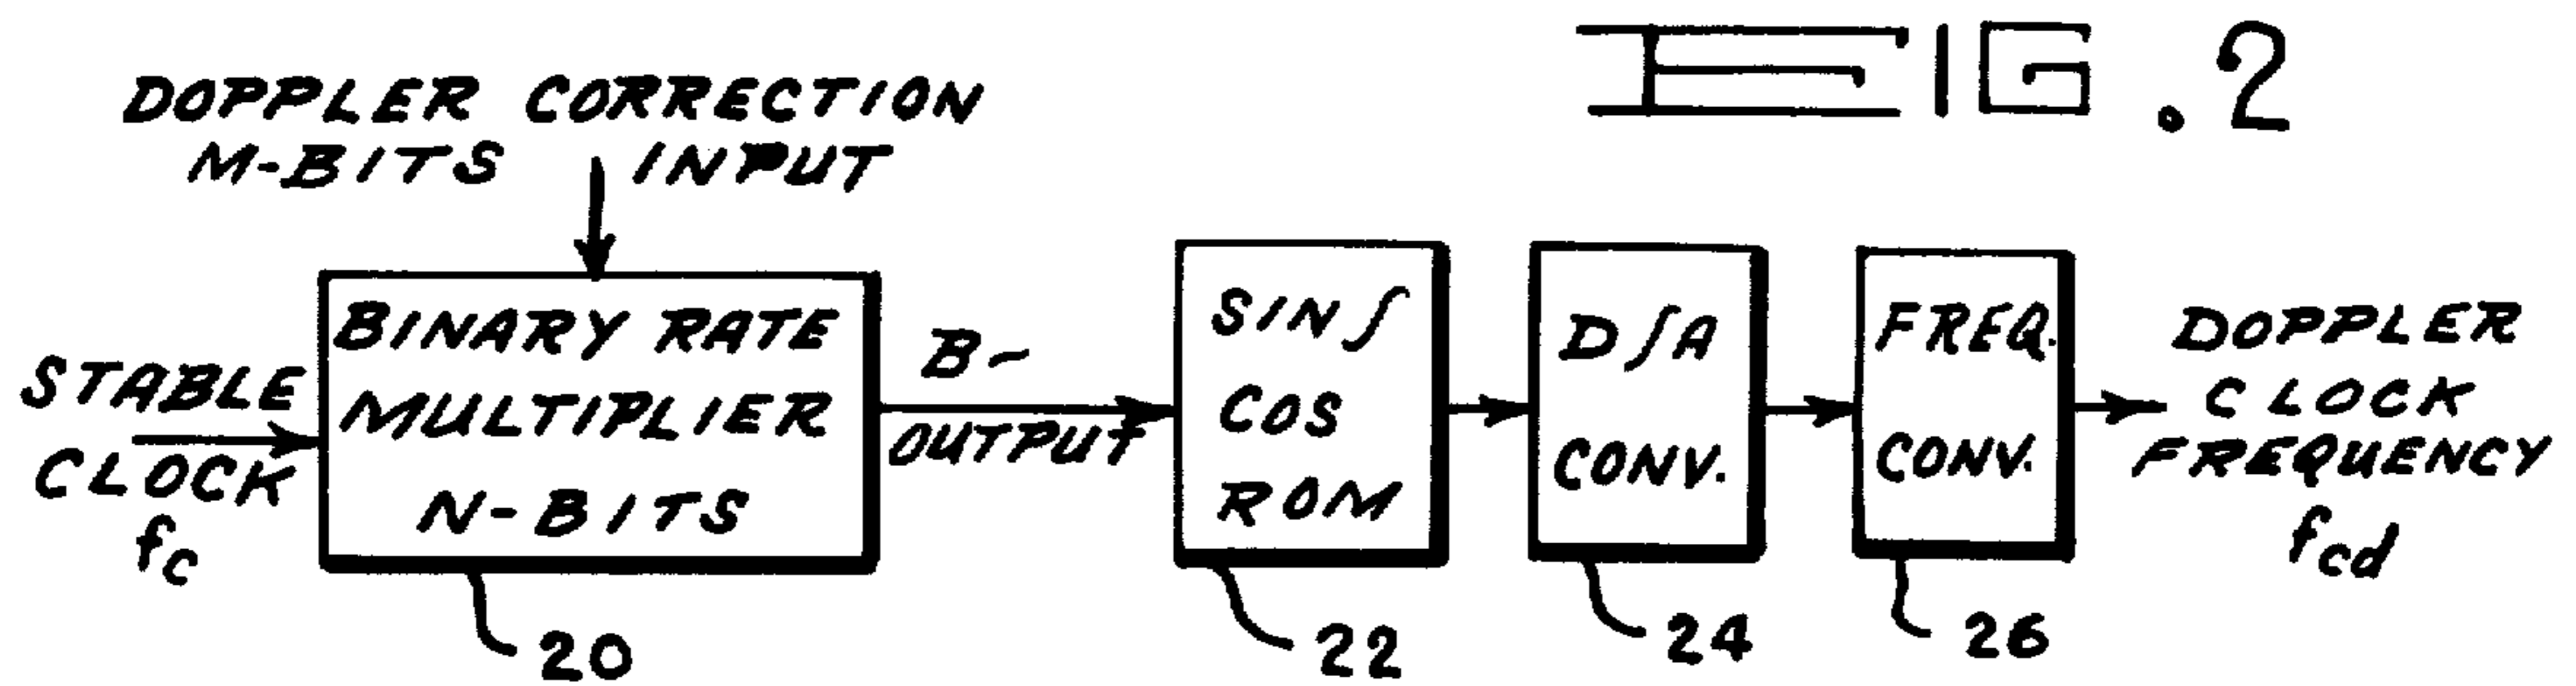 FIG.2
DOPPLER CORRECTION
M-BITS INPUT
STABLE
CLOCK
fc
BINARY RATE
MULTIPLIER
N-BITS
20
B-
OUTPUT
SIN/
COS
ROM
22
D/A
CONV.
24
FREQ.
CONV.
26
DOPPLER
CLOCK
FREQUENCY
fcd